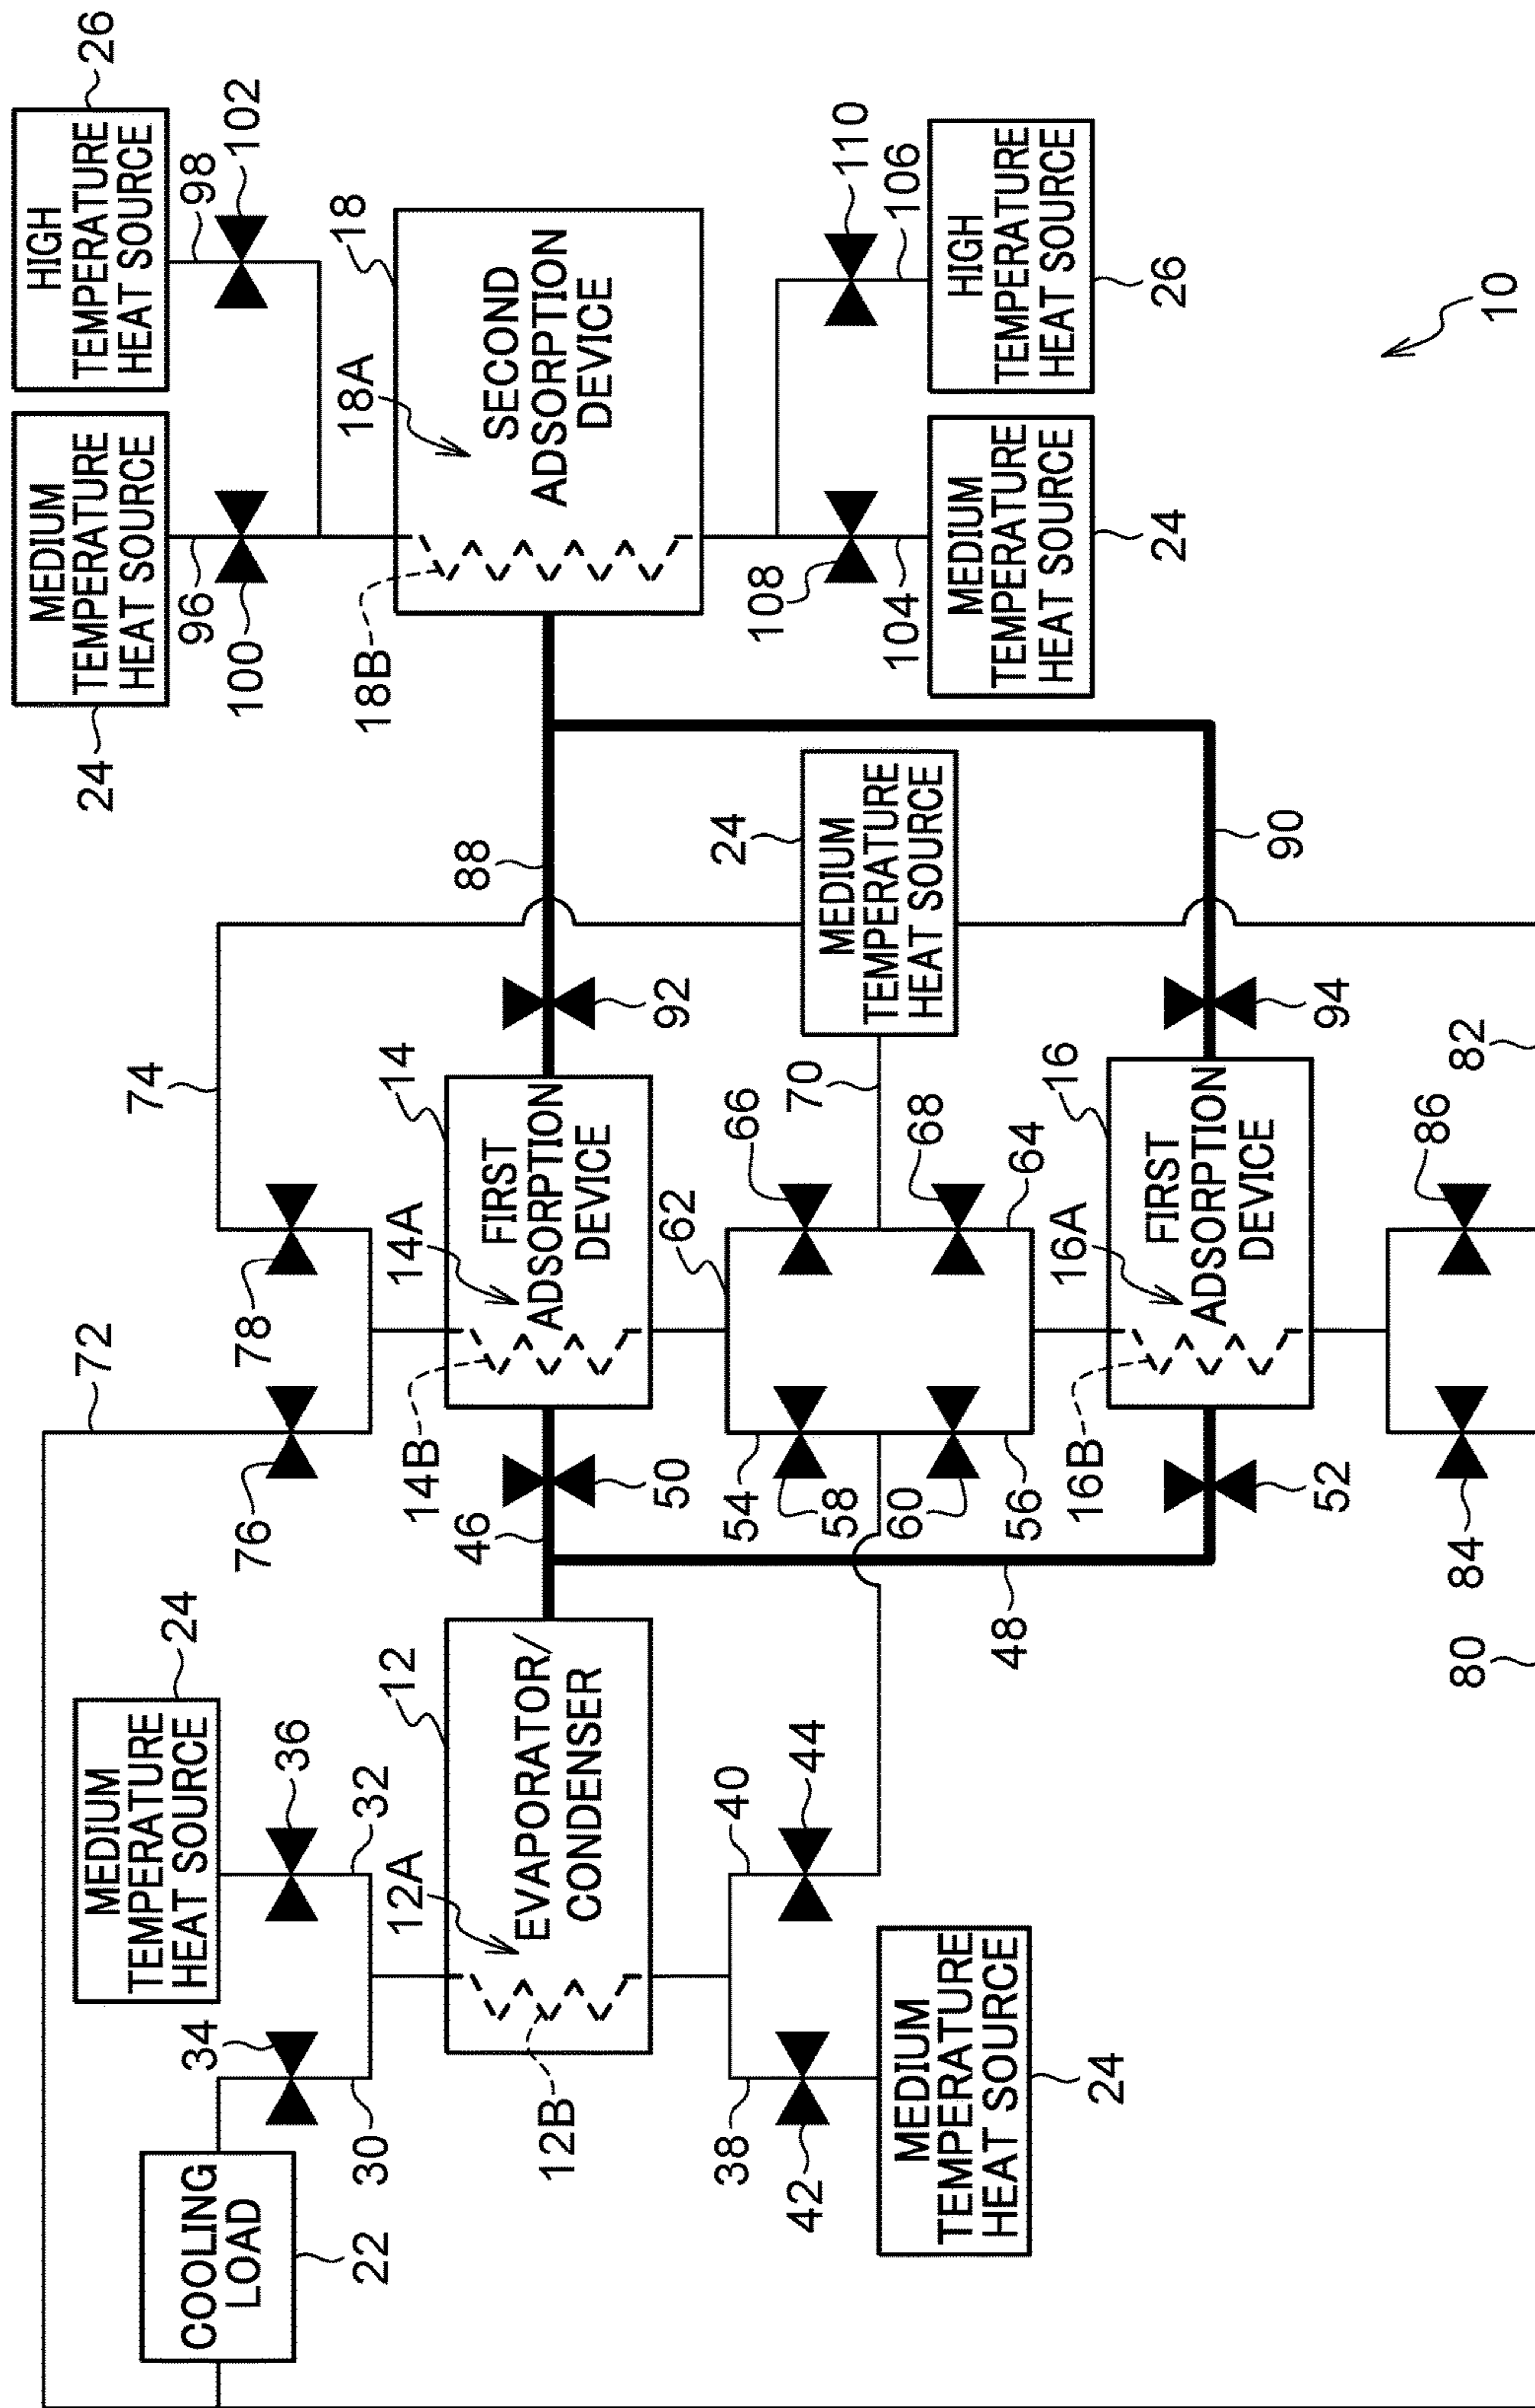 10
26
HIGH
TEMPERATURE
HEAT SOURCE
98
102
MEDIUM
TEMPERATURE
HEAT SOURCE
24
96
100
18
18A
SECOND
ADSORPTION
DEVICE
18B
110
106
HIGH
TEMPERATURE
HEAT SOURCE
26
108
104
MEDIUM
TEMPERATURE
HEAT SOURCE
24
88
90
24
MEDIUM
TEMPERATURE
HEAT SOURCE
74
92
94
82
14
14A
FIRST
ADSORPTION
DEVICE
14B
78
72
76
62
66
70
68
64
16
16A
FIRST
ADSORPTION
DEVICE
16B
86
84
80
46
50
54
58
60
56
52
48
24
MEDIUM
TEMPERATURE
HEAT SOURCE
36
32
34
30
COOLING
LOAD
22
12
12A
EVAPORATOR/
CONDENSER
12B
40
44
38
42
MEDIUM
TEMPERATURE
HEAT SOURCE
24